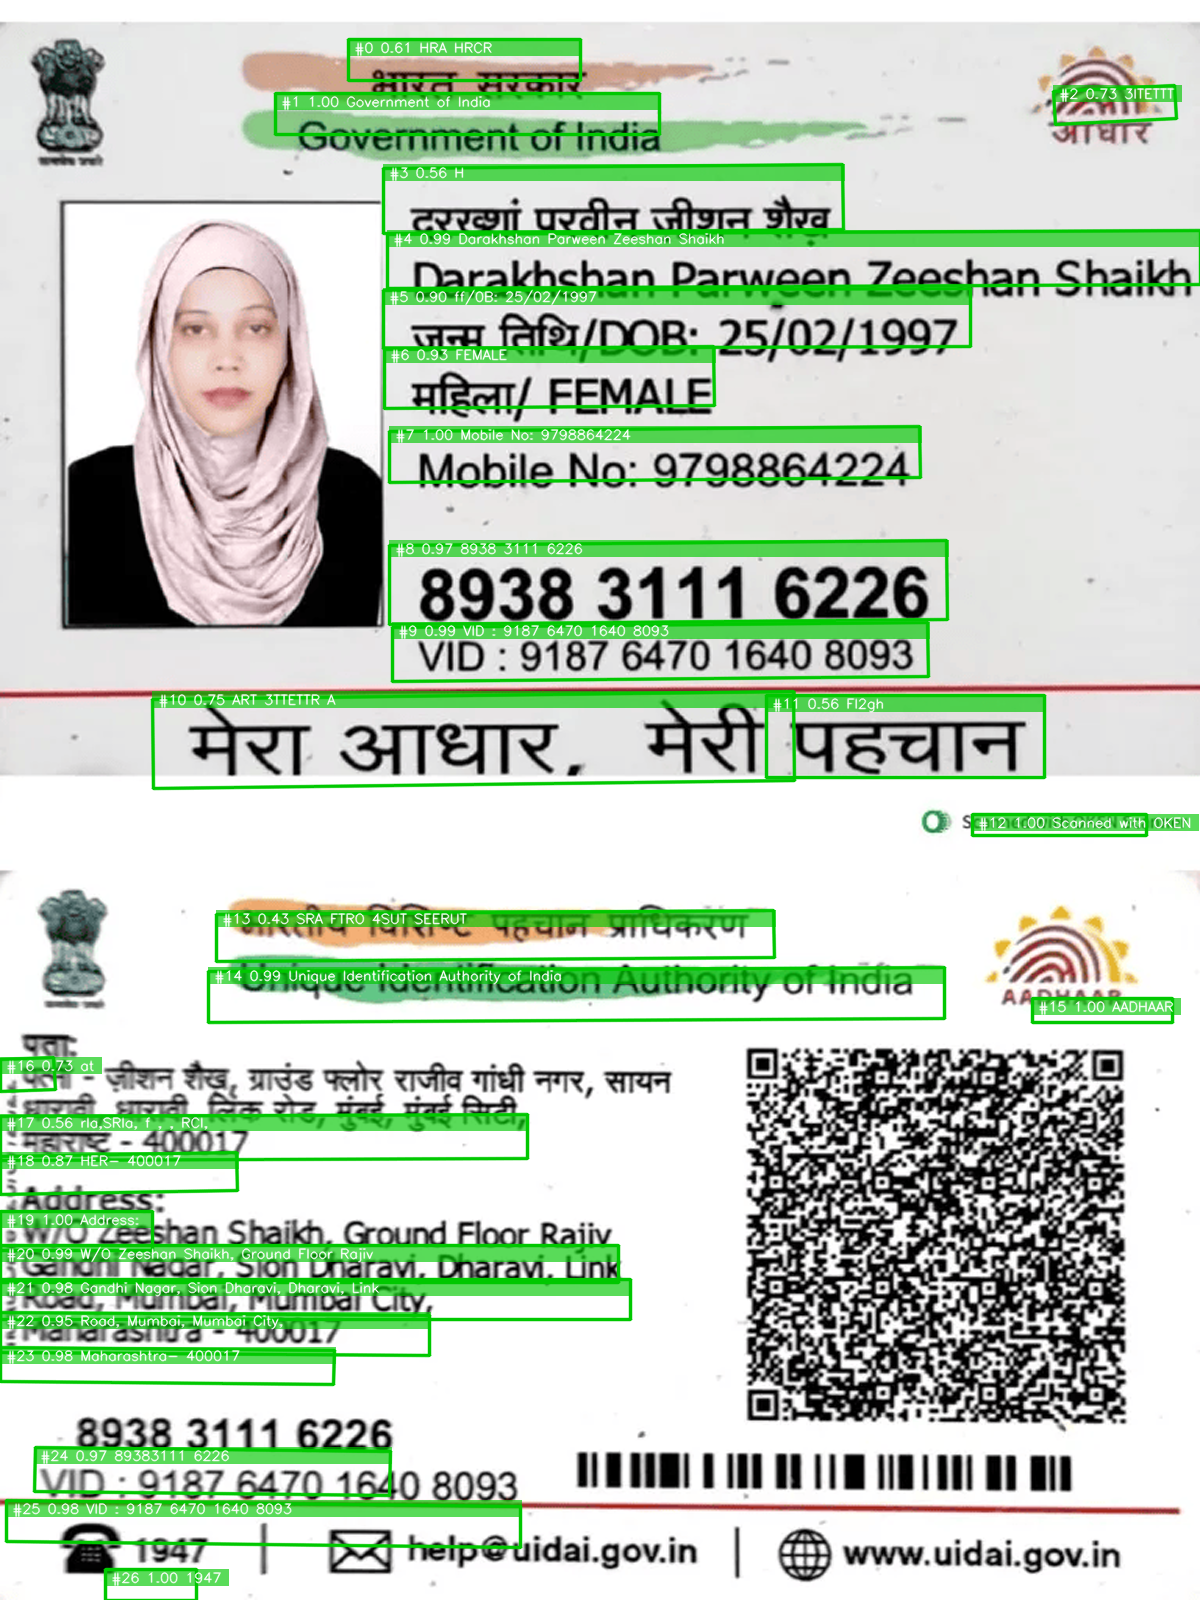 #0 0.61 HRA HRCR
भारत सरकार
#1 1.00 Government of India
Government of India
#2 0.73 3ITETTT
आधार
#3 0.56 H
दरख्शां परवीन जीशन शैख
#4 0.99 Darakhshan Parween Zeeshan Shaikh
Darakhshan Parween Zeeshan Shaikh
#5 0.90 ff/0B: 25/02/1997
जन्म तिथि/DOB: 25/02/1997
#6 0.93 FEMALE
महिला/ FEMALE
#7 1.00 Mobile No: 9798864224
Mobile No: 9798864224
#8 0.97 8938 3111 6226
8938 3111 6226
#9 0.99 VID : 9187 6470 1640 8093
VID : 9187 6470 1640 8093
#10 0.75 ART 3TTETTR A
#11 0.56 FI2gh
मेरा आधार, मेरी पहचान
#12 1.00 Scanned with OKEN
#13 0.43 SRA FTRO 4SUT SEERUT
भारतीय विशिष्ट पहचान प्राधिकरण
#14 0.99 Unique Identification Authority of India
Unique Identification Authority of India
AADHAAR
#15 1.00 AADHAAR
पता:
#16 0.73 at
पत्नी - ज़ीशन शैख, ग्राउंड फ्लोर राजीव गांधी नगर, सायन
धारावी, धारावी, लिंक रोड, मुंबई, मुंबई सिटी,
#17 0.56 rla,SRla, f , , RCI,
महाराष्ट - 400017
#18 0.87 HER- 400017
Address:
#19 1.00 Address:
W/O Zeeshan Shaikh, Ground Floor Rajiv
#20 0.99 W/O Zeeshan Shaikh, Ground Floor Rajiv
Gandhi Nagar, Sion Dharavi, Dharavi, Link
#21 0.98 Gandhi Nagar, Sion Dharavi, Dharavi, Link
Road, Mumbai, Mumbai City,
#22 0.95 Road, Mumbai, Mumbai City,
Maharashtra - 400017
#23 0.98 Maharashtra- 400017
8938 3111 6226
#24 0.97 89383111 6226
VID : 9187 6470 1640 8093
#25 0.98 VID : 9187 6470 1640 8093
1947
help@uidai.gov.in
www.uidai.gov.in
#26 1.00 1947